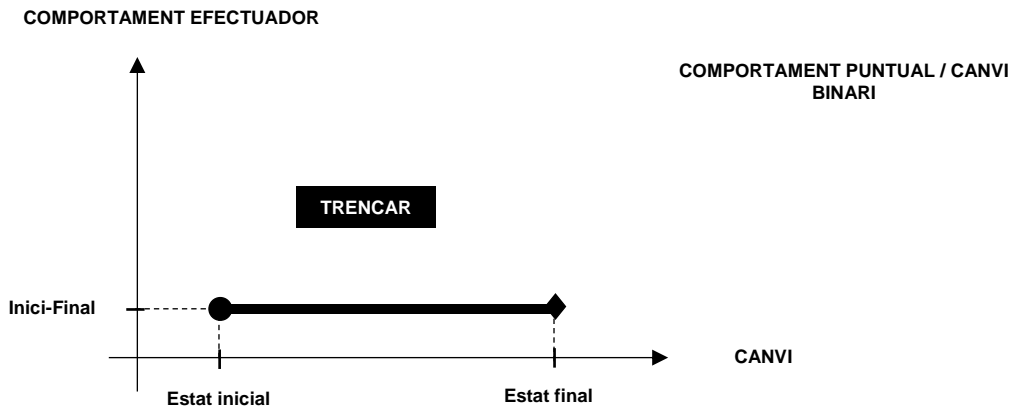 COMPORTAMENT EFECTUADOR
COMPORTAMENT PUNTUAL / CANVI
BINARI
TRENCAR
Inici-Final
CANVI
Estat inicial
Estat final